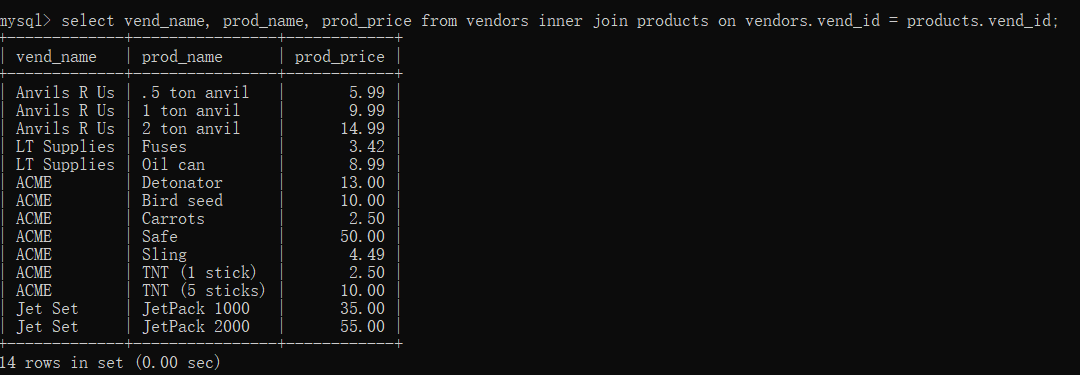 mysql> select vend_name, prod_name, prod_price from vendors inner join products on vendors.vend_id = products.vend_id;
+-------------+----------------+------------+
| vend_name   | prod_name      | prod_price |
+-------------+----------------+------------+
| Anvils R Us | .5 ton anvil   |       5.99 |
| Anvils R Us | 1 ton anvil    |       9.99 |
| Anvils R Us | 2 ton anvil    |      14.99 |
| LT Supplies | Fuses          |       3.42 |
| LT Supplies | Oil can        |       8.99 |
| ACME        | Detonator      |      13.00 |
| ACME        | Bird seed      |      10.00 |
| ACME        | Carrots        |       2.50 |
| ACME        | Safe           |      50.00 |
| ACME        | Sling          |       4.49 |
| ACME        | TNT (1 stick)  |       2.50 |
| ACME        | TNT (5 sticks) |      10.00 |
| Jet Set     | JetPack 1000   |      35.00 |
| Jet Set     | JetPack 2000   |      55.00 |
+-------------+----------------+------------+
14 rows in set (0.00 sec)